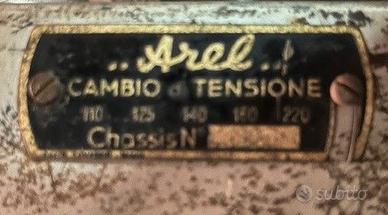 Arel
CAMBIO di TENSIONE
110 125 140 160 220
Chassis N°
subito